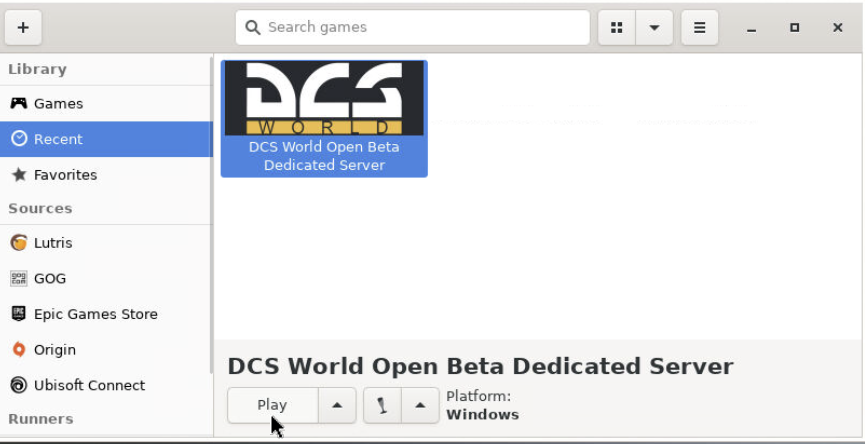 +
Search games
Library
Games
Recent
Favorites
Sources
Lutris
GOG
Epic Games Store
Origin
Ubisoft Connect
Runners
DCS
WORLD
DCS World Open Beta
Dedicated Server
DCS World Open Beta Dedicated Server
Play
Platform:
Windows